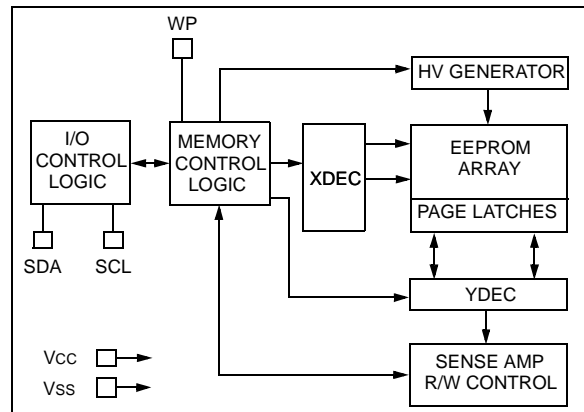 WP
HV GENERATOR
I/O
CONTROL
LOGIC
MEMORY
CONTROL
LOGIC
XDEC
EEPROM
ARRAY
PAGE LATCHES
SDA
SCL
YDEC
VCC
VSS
SENSE AMP
R/W CONTROL